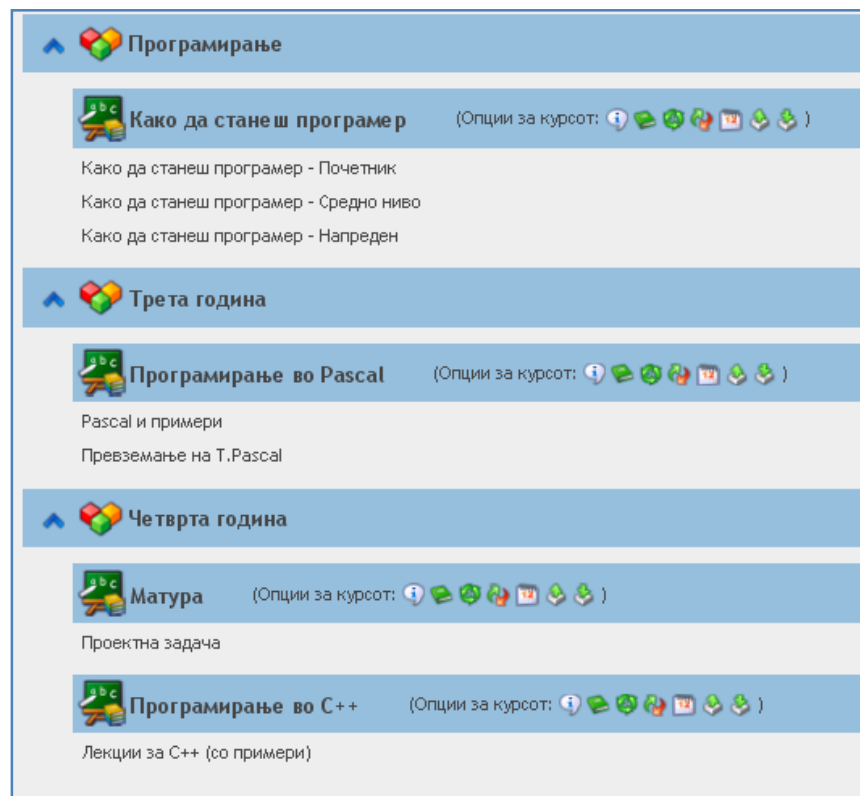 Програмирање
Како да станеш програмер (Опции за курсот: )
Како да станеш програмер - Почетник
Како да станеш програмер - Средно ниво
Како да станеш програмер - Напреден
Трета година
Програмирање во Pascal (Опции за курсот: )
Pascal и примери
Превземање на T.Pascal
Четврта година
Матура (Опции за курсот: )
Проектна задача
Програмирање во C++ (Опции за курсот: )
Лекции за C++ (со примери)